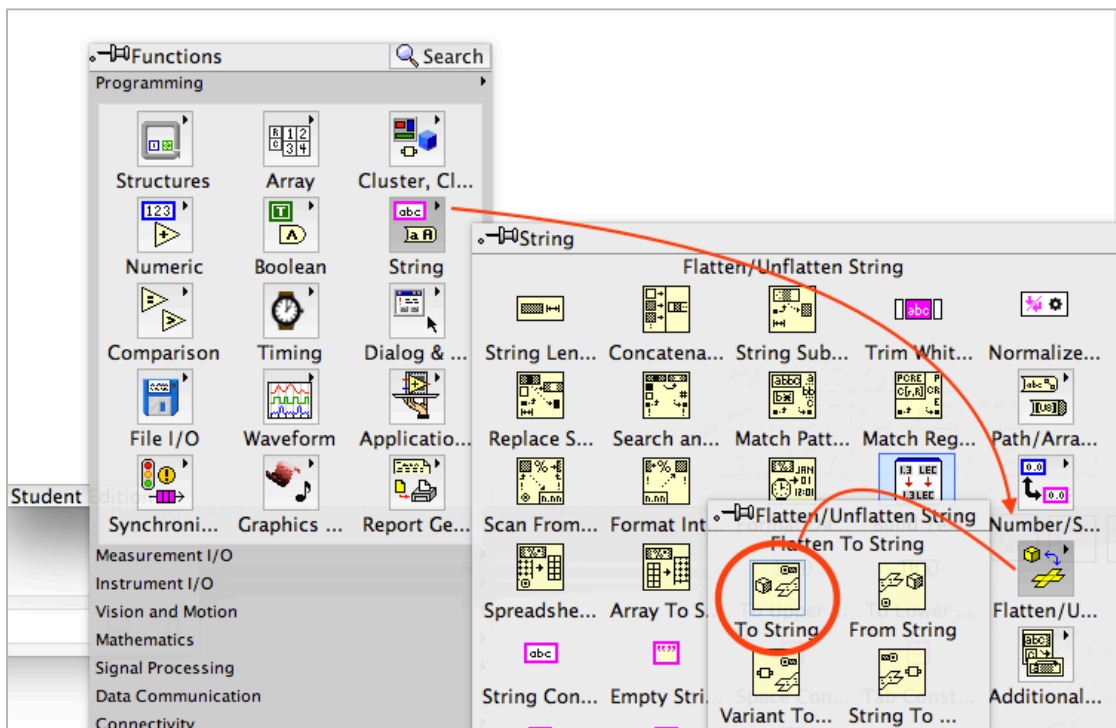 Functions
Search
Programming
Structures
Array
Cluster, Cl...
Numeric
Boolean
String
Comparison
Timing
Dialog & ...
File I/O
Waveform
Applicatio...
Synchroni...
Graphics ...
Report Ge...
Measurement I/O
Instrument I/O
Vision and Motion
Mathematics
Signal Processing
Data Communication
Connectivity
Student Edition
String
Flatten/Unflatten String
String Len...
Concatena...
String Sub...
Trim Whit...
Normalize...
Replace S...
Search an...
Match Patt...
Match Reg...
Path/Arra...
Scan From...
Format Int...
Number/S...
Spreadshe...
Array To S...
Flatten/U...
String Con...
Empty Stri...
Additional...
Flatten/Unflatten String
Flatten To String
To String
From String
Variant To...
String To ...